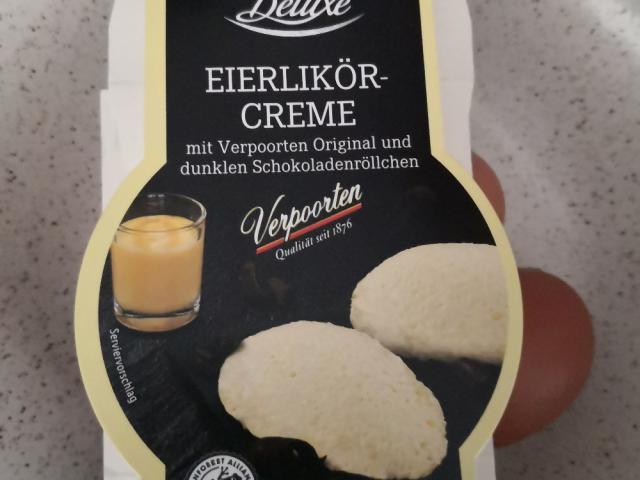 Deluxe
EIERLIKÖR-
CREME
mit Verpoorten Original und
dunklen Schokoladenröllchen
Verpoorten
Qualität seit 1876
Serviervorschlag